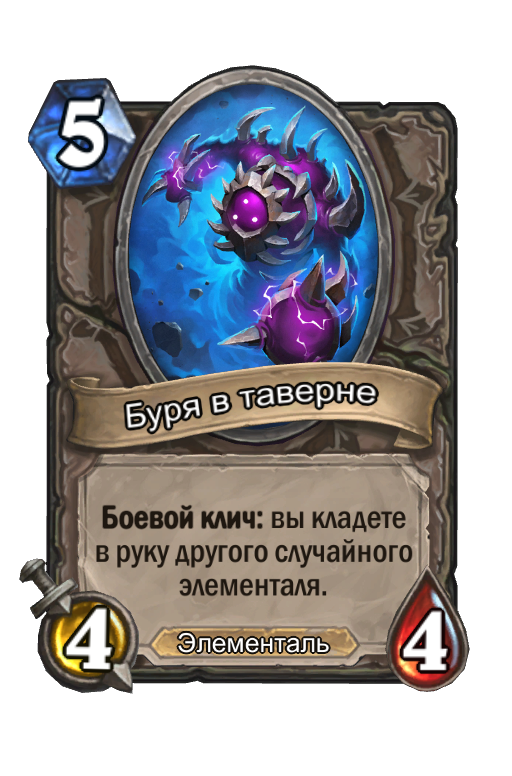 5
Буря в таверне
Боевой клич: вы кладете
в руку другого случайного
элементаля.
4
Элементаль
4